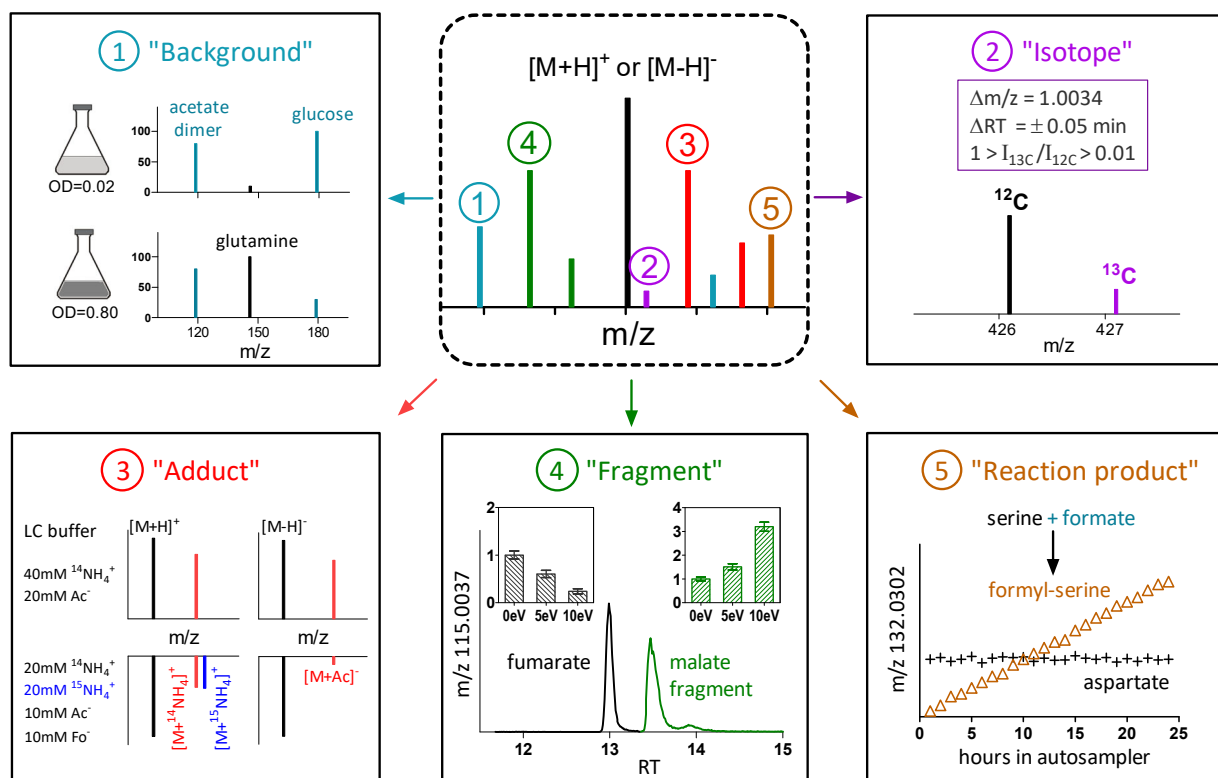 ① "Background"
acetate
dimer
glucose
100
50
0
OD=0.02
glutamine
100
50
0
OD=0.80
120 150 180
m/z
[M+H]⁺ or [M-H]⁻
① ④ ② ③ ⑤
m/z
② "Isotope"
Δm/z = 1.0034
ΔRT = ± 0.05 min
1 > I₁₃C/I₁₂C > 0.01
¹²C
¹³C
426 427
m/z
③ "Adduct"
LC buffer
[M+H]⁺ [M-H]⁻
40mM ¹⁴NH₄⁺
20mM Ac⁻
m/z m/z
20mM ¹⁴NH₄⁺
20mM ¹⁵NH₄⁺
10mM Ac⁻
10mM Fo⁻
[M+¹⁴NH₄]⁺
[M+¹⁵NH₄]⁺
[M+Ac]⁻
④ "Fragment"
m/z 115.0037
2
1
0
0eV 5eV 10eV
4
3
2
1
0
0eV 5eV 10eV
fumarate
malate
fragment
12 13 14 15
RT
⑤ "Reaction product"
m/z 132.0302
serine + formate
formyl-serine
aspartate
0 5 10 15 20 25
hours in autosampler